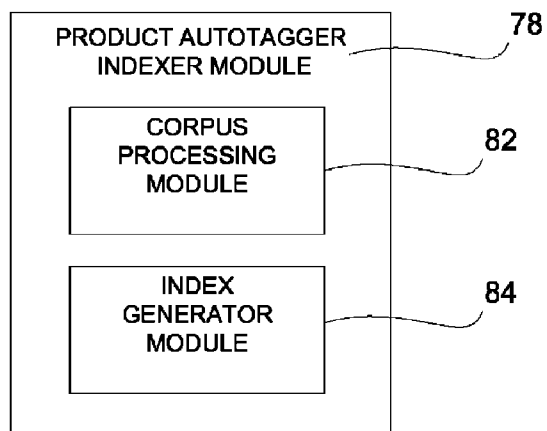 PRODUCT AUTOTAGGER
INDEXER MODULE
78
CORPUS
PROCESSING
MODULE
82
INDEX
GENERATOR
MODULE
84